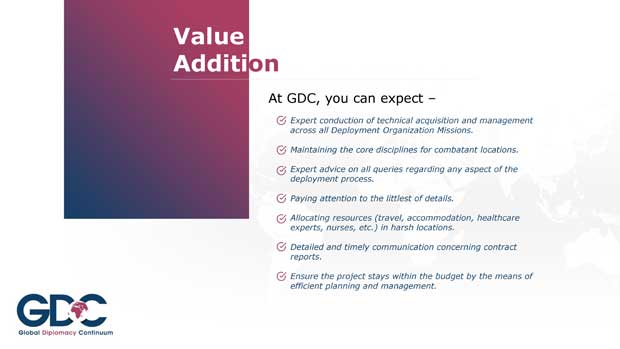 Value
Addition
At GDC, you can expect –
Expert conduction of technical acquisition and management
across all Deployment Organization Missions.
Maintaining the core disciplines for combatant locations.
Expert advice on all queries regarding any aspect of the
deployment process.
Paying attention to the littlest of details.
Allocating resources (travel, accommodation, healthcare
experts, nurses, etc.) in harsh locations.
Detailed and timely communication concerning contract
reports.
Ensure the project stays within the budget by the means of
efficient planning and management.
GDC
Global Diplomacy Continuum